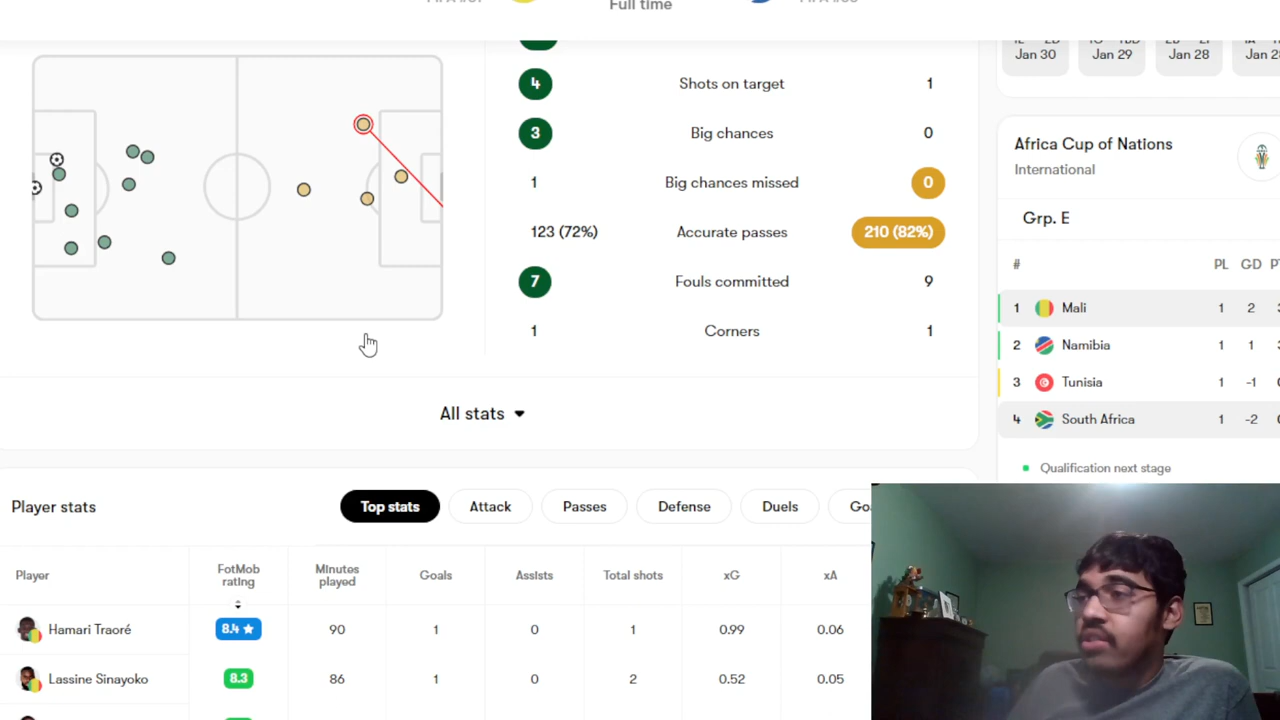 Full time
Jan 30
Jan 29
Jan 28
4 Shots on target 1
3 Big chances 0
1 Big chances missed 0
123 (72%) Accurate passes 210 (82%)
7 Fouls committed 9
1 Corners 1
All stats
Africa Cup of Nations
International
Grp. E
# PL GD
1 Mali 1 2
2 Namibia 1 1
3 Tunisia 1 -1
4 South Africa 1 -2
Qualification next stage
Player stats
Top stats
Attack
Passes
Defense
Duels
Player FotMob rating Minutes played Goals Assists Total shots xG xA
Hamari Traoré 8.4 90 1 0 1 0.99 0.06
Lassine Sinayoko 8.3 86 1 0 2 0.52 0.05